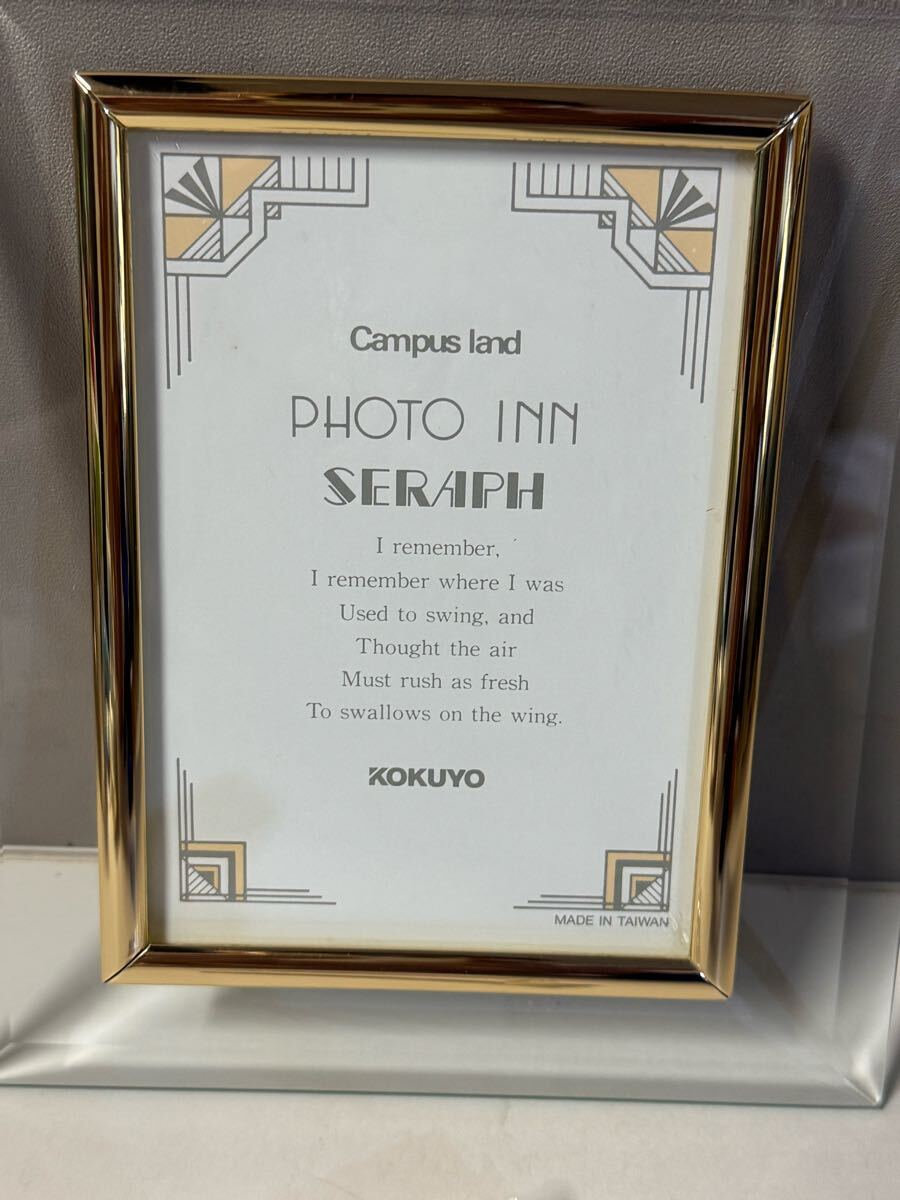 Campus land
PHOTO INN
SERAPH
I remember,
I remember where I was
Used to swing, and
Thought the air
Must rush as fresh
To swallows on the wing.
KOKUYO
MADE IN TAIWAN